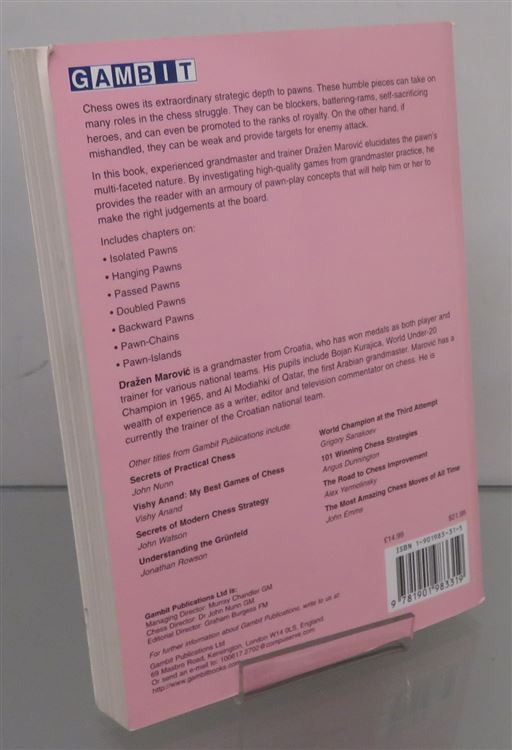 GAMBIT
Chess owes its extraordinary strategic depth to pawns. These humble pieces can take on
many roles in the chess struggle. They can be blockers, battering-rams, self-sacrificing
heroes, and can even be promoted to the ranks of royalty. On the other hand, if
mishandled, they can be weak and provide targets for enemy attack.
In this book, experienced grandmaster and trainer Dražen Marović elucidates the pawn's
multi-faceted nature. By investigating high-quality games from grandmaster practice, he
provides the reader with an armoury of pawn-play concepts that will help him or her to
make the right judgements at the board.
Includes chapters on:
• Isolated Pawns
• Hanging Pawns
• Passed Pawns
• Doubled Pawns
• Backward Pawns
• Pawn-Chains
• Pawn-Islands
Dražen Marović is a grandmaster from Croatia, who has won medals as both player and
trainer for various national teams. His pupils include Bojan Kurajica, World Under-20
Champion in 1965, and Al Modiahki of Qatar, the first Arabian grandmaster. Marović has a
wealth of experience as a writer, editor and television commentator on chess. He is
currently the trainer of the Croatian national team.
Other titles from Gambit Publications include:
Secrets of Practical Chess
John Nunn
Vishy Anand: My Best Games of Chess
Vishy Anand
Secrets of Modern Chess Strategy
John Watson
Understanding the Grünfeld
Jonathan Rowson
World Champion at the Third Attempt
Grigory Sanakoev
101 Winning Chess Strategies
Angus Dunnington
The Road to Chess Improvement
Alex Yermolinsky
The Most Amazing Chess Moves of All Time
John Emms
Gambit Publications Ltd is:
Managing Director: Murray Chandler GM
Chess Director: Dr John Nunn GM
Editorial Director: Graham Burgess FM
For further information about Gambit Publications, write to us at:
Gambit Publications Ltd
69 Masbro Road, Kensington, London W14 0LS, England.
Or send an e-mail to: 100617.2702@compuserve.com
http://www.gambitbooks.com
£14.99 $21.95
ISBN 1-901983-31-5
9 781901 983319